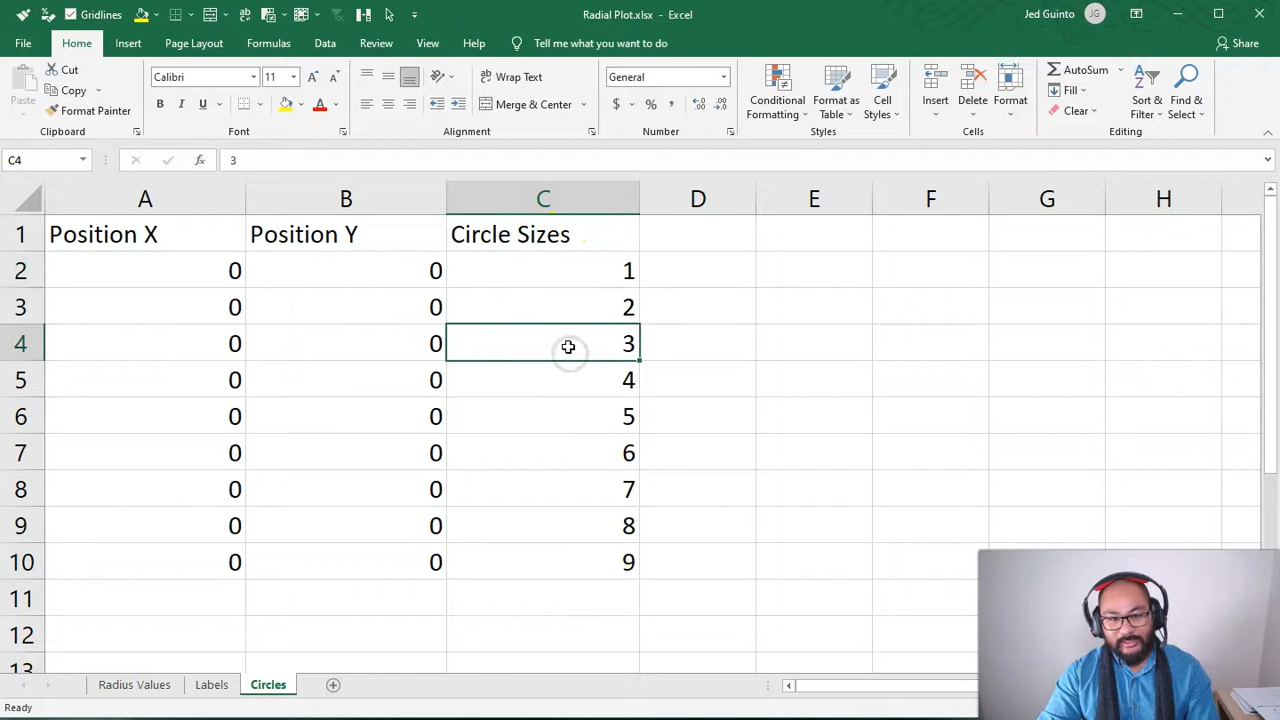 Gridlines
Radial Plot.xlsx - Excel
Jed Guinto
JG
File
Home
Insert
Page Layout
Formulas
Data
Review
View
Help
Tell me what you want to do
Share
Paste
Cut
Copy
Format Painter
Clipboard
Calibri
11
B I U
Font
Wrap Text
Merge & Center
Alignment
General
$ % ,
Number
Conditional Formatting
Format as Table
Cell Styles
Styles
Insert
Delete
Format
Cells
AutoSum
Fill
Clear
Sort & Filter
Find & Select
Editing
C4
fx
3
A B C D E F G H
1 Position X Position Y Circle Sizes
2 0 0 1
3 0 0 2
4 0 0 3
5 0 0 4
6 0 0 5
7 0 0 6
8 0 0 7
9 0 0 8
10 0 0 9
11
12
13
Radius Values
Labels
Circles
Ready